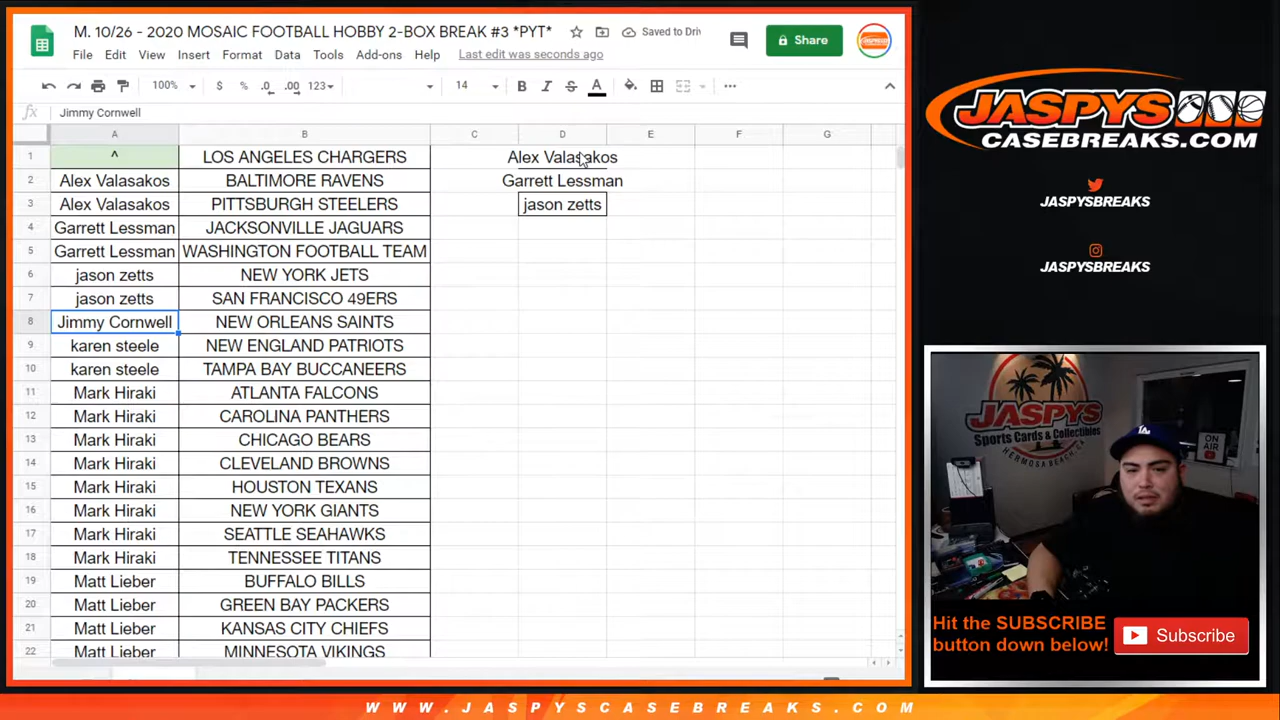 M. 10/26 - 2020 MOSAIC FOOTBALL HOBBY 2-BOX BREAK #3 *PYT*
Saved to Driv
Share
File Edit View Insert Format Data Tools Add-ons Help Last edit was seconds ago
100% $ % .0 .00 123 14 B I S A
fx Jimmy Cornwell
A B C D E F G
1 ^ LOS ANGELES CHARGERS Alex Valasakos
2 Alex Valasakos BALTIMORE RAVENS Garrett Lessman
3 Alex Valasakos PITTSBURGH STEELERS jason zetts
4 Garrett Lessman JACKSONVILLE JAGUARS
5 Garrett Lessman WASHINGTON FOOTBALL TEAM
6 jason zetts NEW YORK JETS
7 jason zetts SAN FRANCISCO 49ERS
8 Jimmy Cornwell NEW ORLEANS SAINTS
9 karen steele NEW ENGLAND PATRIOTS
10 karen steele TAMPA BAY BUCCANEERS
11 Mark Hiraki ATLANTA FALCONS
12 Mark Hiraki CAROLINA PANTHERS
13 Mark Hiraki CHICAGO BEARS
14 Mark Hiraki CLEVELAND BROWNS
15 Mark Hiraki HOUSTON TEXANS
16 Mark Hiraki NEW YORK GIANTS
17 Mark Hiraki SEATTLE SEAHAWKS
18 Mark Hiraki TENNESSEE TITANS
19 Matt Lieber BUFFALO BILLS
20 Matt Lieber GREEN BAY PACKERS
21 Matt Lieber KANSAS CITY CHIEFS
22 Matt Lieber MINNESOTA VIKINGS
JASPYS
CASEBREAKS.COM
JASPYSBREAKS
JASPYSBREAKS
JASPYS
Sports Cards & Collectibles
HERMOSA BEACH, CA
ON AIR
LA
Hit the SUBSCRIBE
button down below!
Subscribe
WWW.JASPYSCASEBREAKS.COM